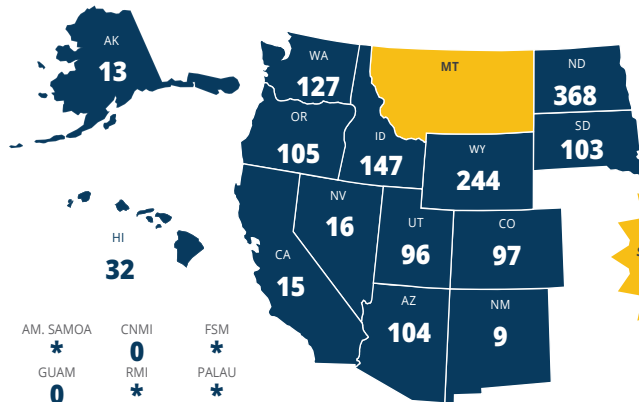 AK
13
WA
127
MT
ND
368
OR
105
ID
147
WY
244
SD
103
NV
16
UT
96
CO
97
HI
32
CA
15
AZ
104
NM
9
AM. SAMOA
*
CNMI
0
FSM
*
GUAM
0
RMI
*
PALAU
*